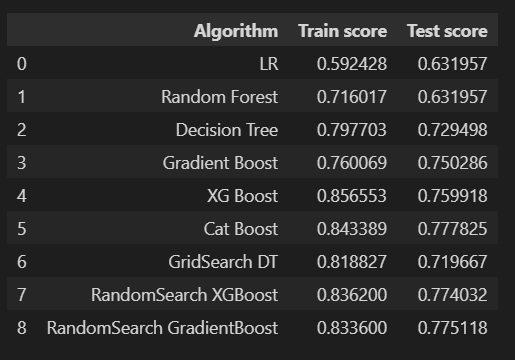 Algorithm Train score Test score
0 LR 0.592428 0.631957
1 Random Forest 0.716017 0.631957
2 Decision Tree 0.797703 0.729498
3 Gradient Boost 0.760069 0.750286
4 XG Boost 0.856553 0.759918
5 Cat Boost 0.843389 0.777825
6 GridSearch DT 0.818827 0.719667
7 RandomSearch XGBoost 0.836200 0.774032
8 RandomSearch GradientBoost 0.833600 0.775118